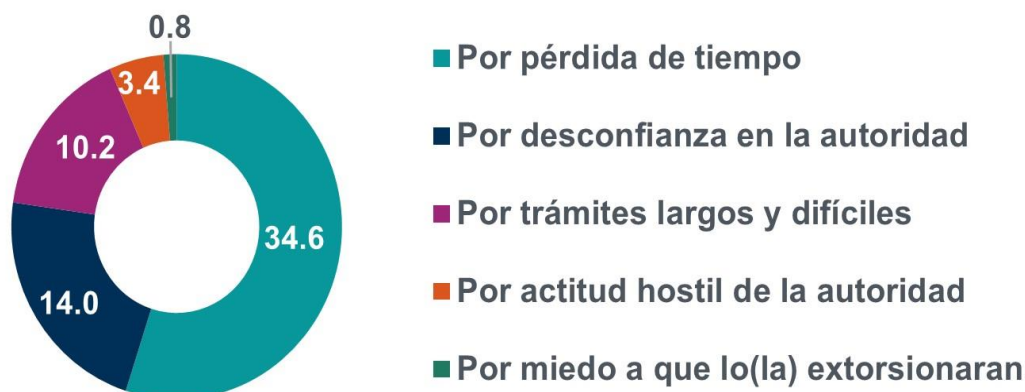 0.8
3.4
10.2
34.6
14.0
Por pérdida de tiempo
Por desconfianza en la autoridad
Por trámites largos y difíciles
Por actitud hostil de la autoridad
Por miedo a que lo(la) extorsionaran